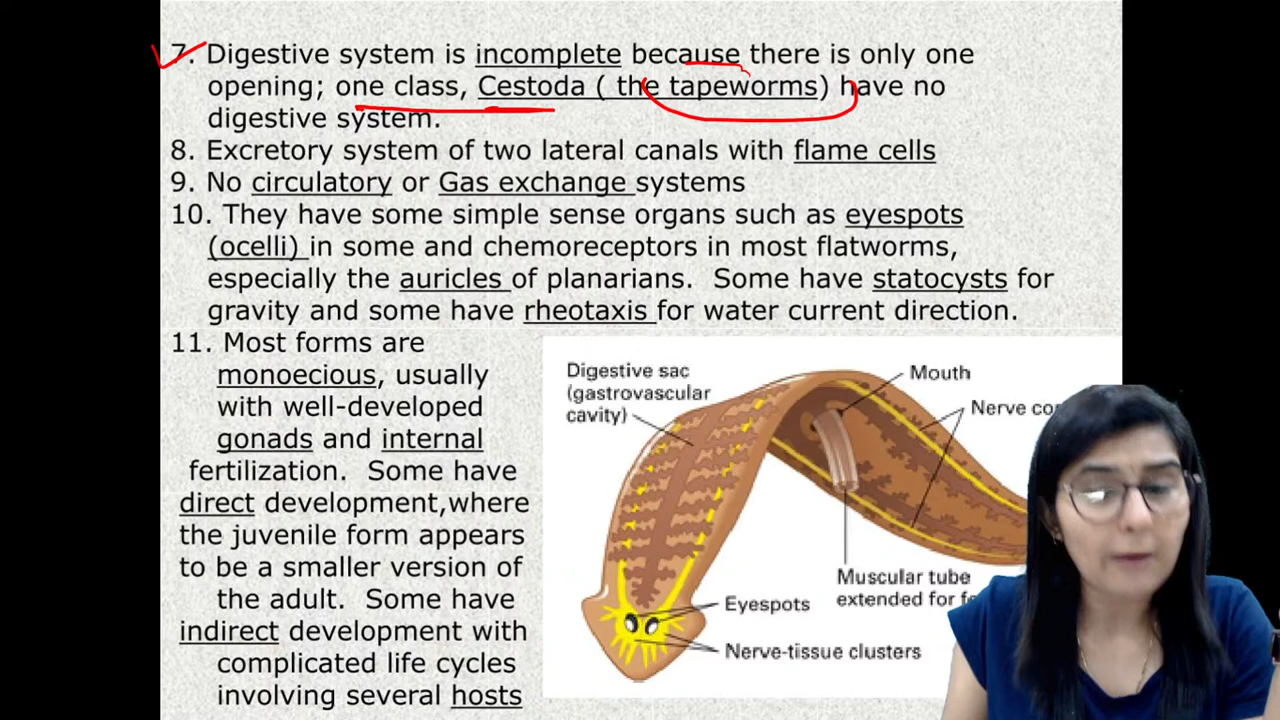 7. Digestive system is incomplete because there is only one
opening; one class, Cestoda ( the tapeworms) have no
digestive system.
8. Excretory system of two lateral canals with flame cells
9. No circulatory or Gas exchange systems
10. They have some simple sense organs such as eyespots
(ocelli) in some and chemoreceptors in most flatworms,
especially the auricles of planarians.  Some have statocysts for
gravity and some have rheotaxis for water current direction.
11. Most forms are
monoecious, usually
with well-developed
gonads and internal
fertilization.  Some have
direct development,where
the juvenile form appears
to be a smaller version of
the adult.  Some have
indirect development with
complicated life cycles
involving several hosts
Digestive sac
(gastrovascular
cavity)
Mouth
Nerve
Muscular tube
extended for
Eyespots
Nerve-tissue clusters